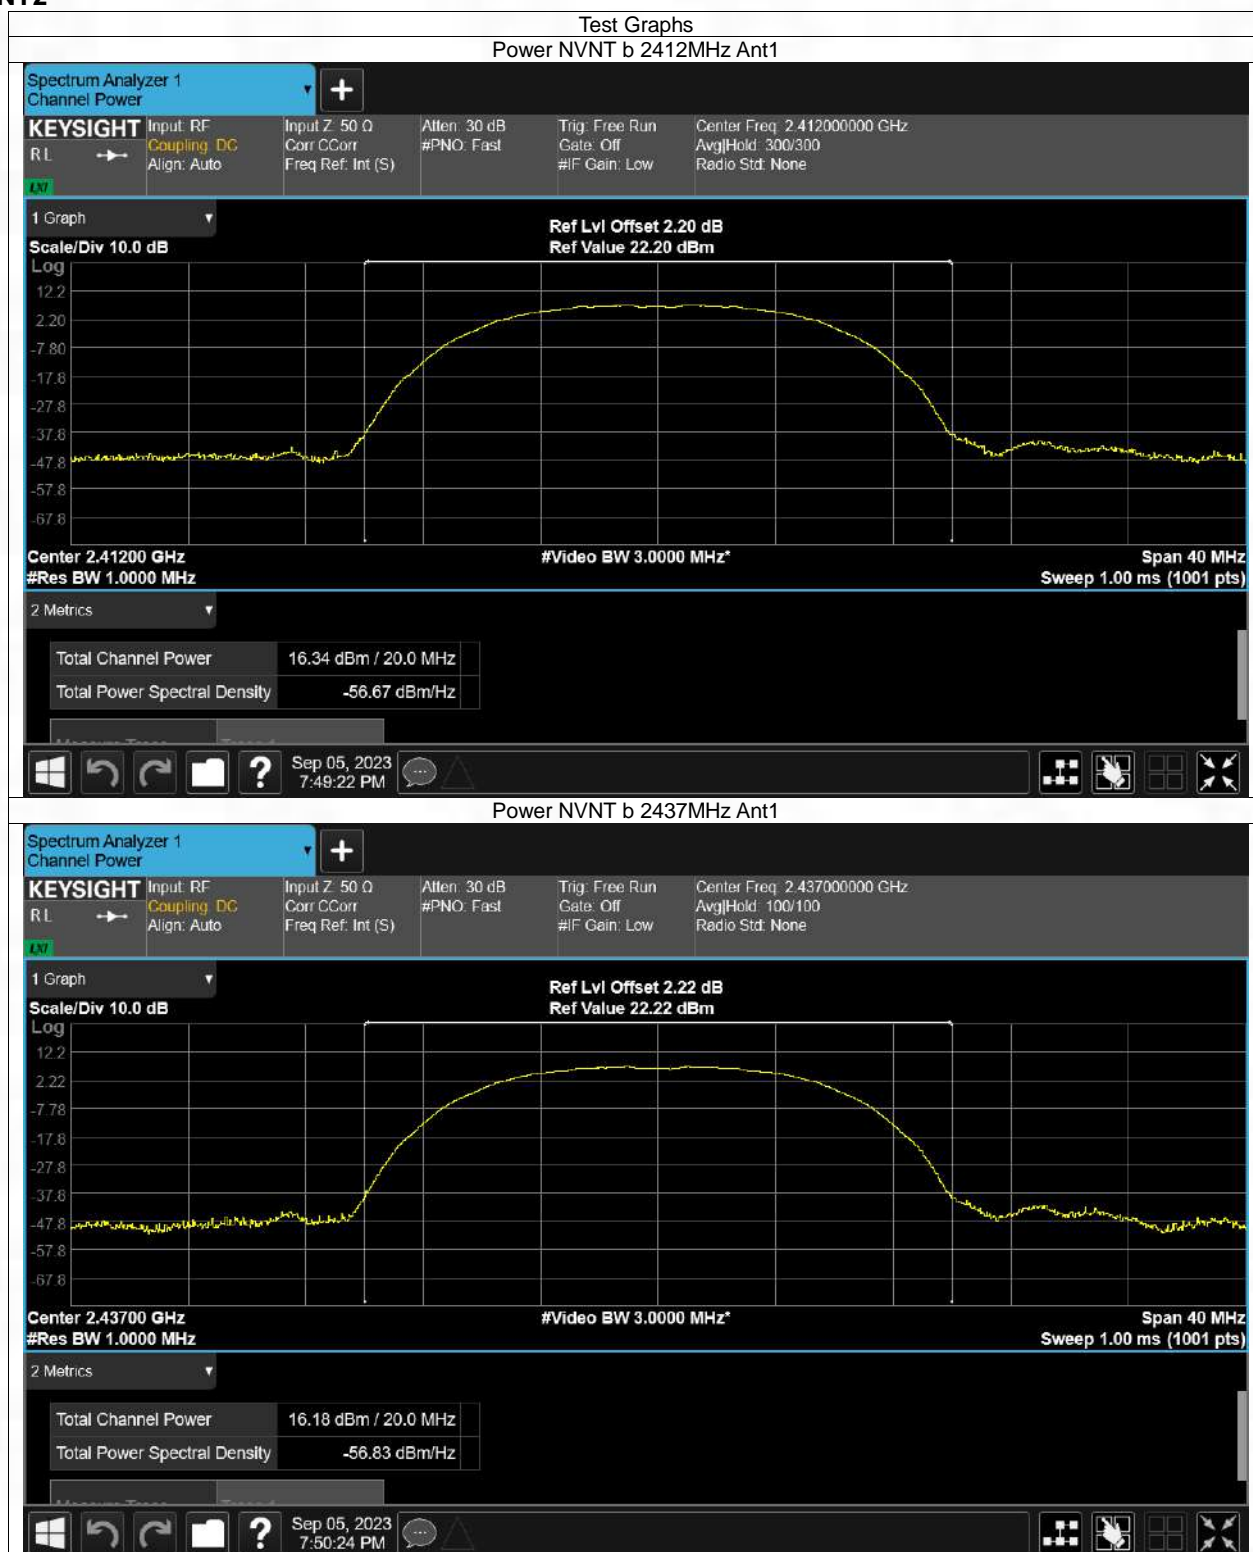 Test Graphs
Power NVNT b 2412MHz Ant1
Spectrum Analyzer 1
Channel Power
KEYSIGHT Input: RF Input Z: 50 Ω Atten: 30 dB Trig: Free Run Center Freq: 2.412000000 GHz
RL Coupling: DC Corr CCorr #PNO: Fast Gate: Off Avg|Hold: 300/300
Align: Auto Freq Ref: Int (S) #IF Gain: Low Radio Std: None
LXI
1 Graph
Ref Lvl Offset 2.20 dB
Scale/Div 10.0 dB Ref Value 22.20 dBm
Log
12.2
2.20
-7.80
-17.8
-27.8
-37.8
-47.8
-57.8
-67.8
Center 2.41200 GHz #Video BW 3.0000 MHz* Span 40 MHz
#Res BW 1.0000 MHz Sweep 1.00 ms (1001 pts)
2 Metrics
Total Channel Power 16.34 dBm / 20.0 MHz
Total Power Spectral Density -56.67 dBm/Hz
Sep 05, 2023
7:49:22 PM
Power NVNT b 2437MHz Ant1
Spectrum Analyzer 1
Channel Power
KEYSIGHT Input: RF Input Z: 50 Ω Atten: 30 dB Trig: Free Run Center Freq: 2.437000000 GHz
RL Coupling: DC Corr CCorr #PNO: Fast Gate: Off Avg|Hold: 100/100
Align: Auto Freq Ref: Int (S) #IF Gain: Low Radio Std: None
LXI
1 Graph
Ref Lvl Offset 2.22 dB
Scale/Div 10.0 dB Ref Value 22.22 dBm
Log
12.2
2.22
-7.78
-17.8
-27.8
-37.8
-47.8
-57.8
-67.8
Center 2.43700 GHz #Video BW 3.0000 MHz* Span 40 MHz
#Res BW 1.0000 MHz Sweep 1.00 ms (1001 pts)
2 Metrics
Total Channel Power 16.18 dBm / 20.0 MHz
Total Power Spectral Density -56.83 dBm/Hz
Sep 05, 2023
7:50:24 PM